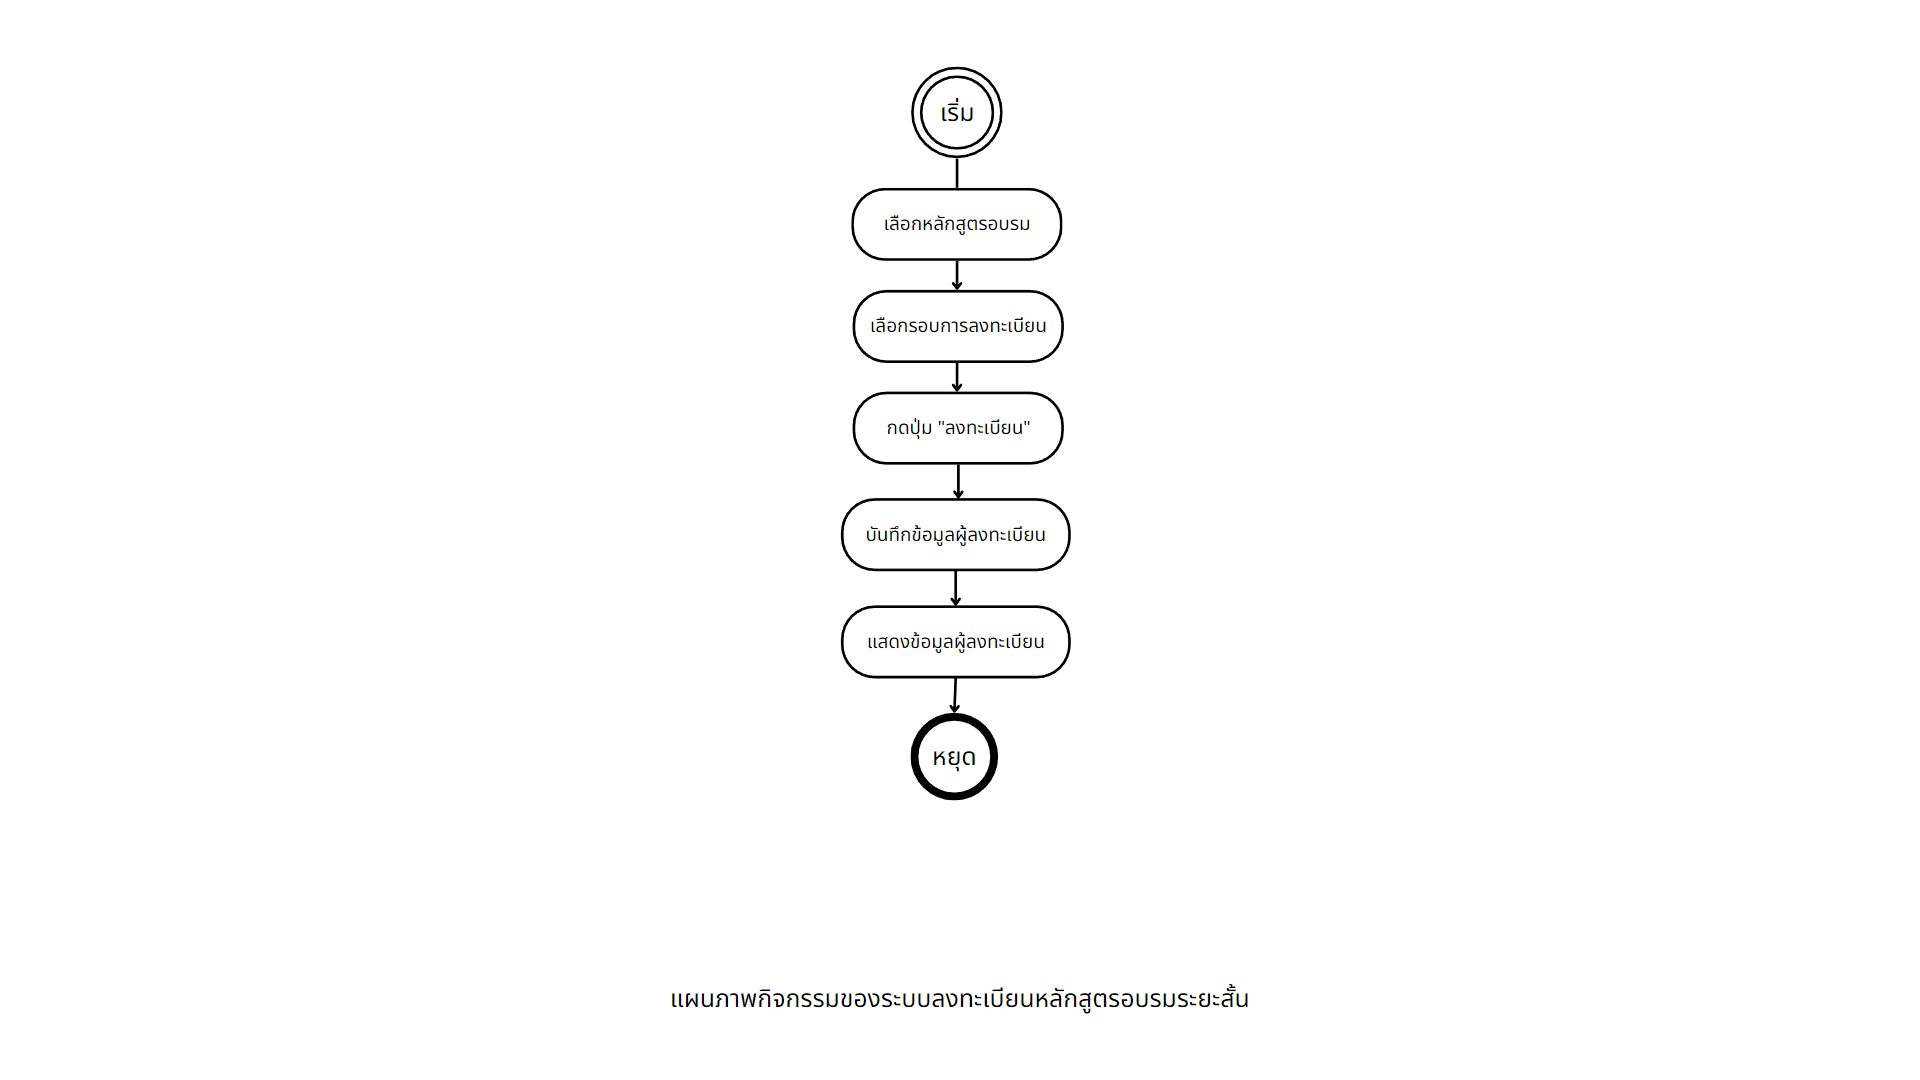 เริ่ม
เลือกหลักสูตรอบรม
เลือกรอบการลงทะเบียน
กดปุ่ม "ลงทะเบียน"
บันทึกข้อมูลผู้ลงทะเบียน
แสดงข้อมูลผู้ลงทะเบียน
หยุด
แผนภาพกิจกรรมของระบบลงทะเบียนหลักสูตรอบรมระยะสั้น